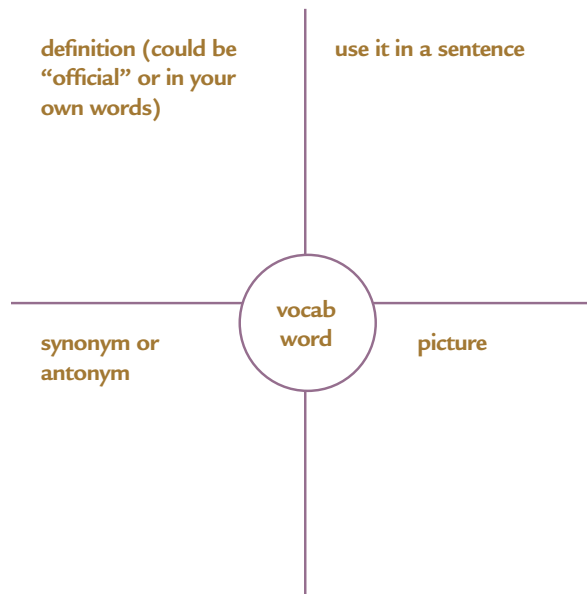 definition (could be
“official” or in your
own words)
use it in a sentence
vocab
word
synonym or
antonym
picture